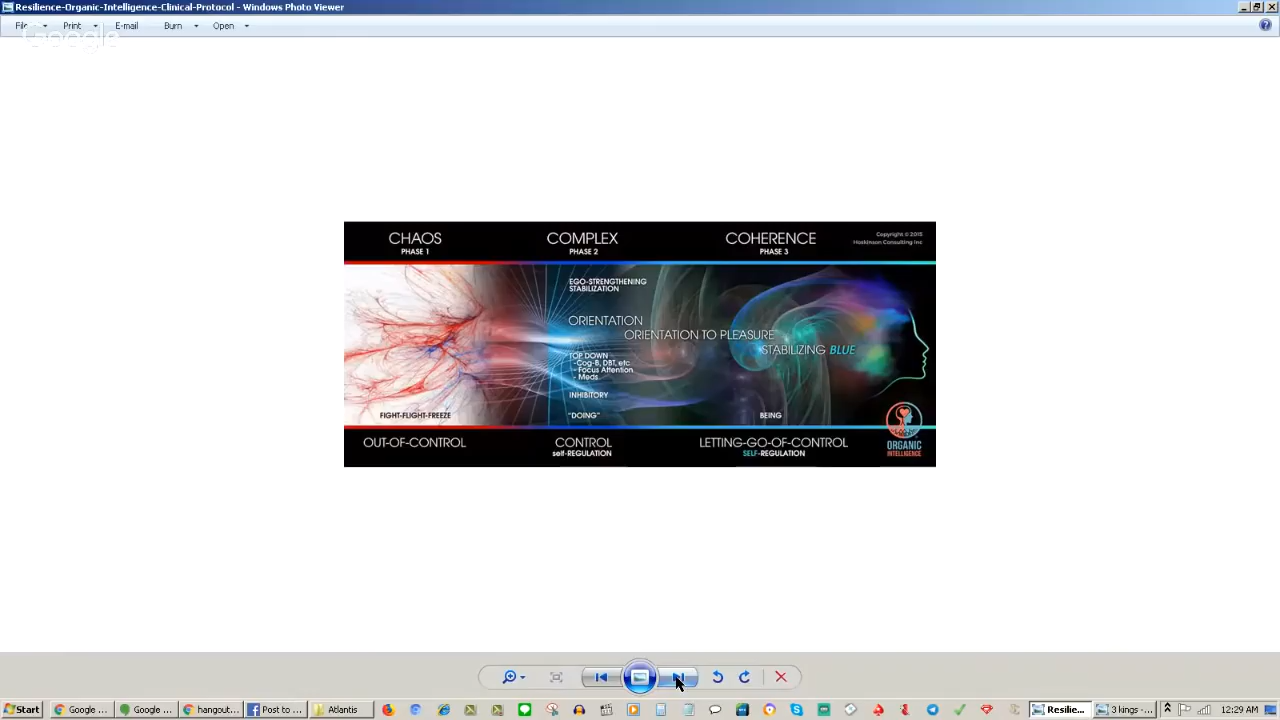 Resilience-Organic-Intelligence-Clinical-Protocol - Windows Photo Viewer
File Print E-mail Burn Open
Google
CHAOS COMPLEX COHERENCE
PHASE 1 PHASE 2 PHASE 3
Copyright © 2015
Hoskinson Consulting Inc
EGO-STRENGTHENING
STABILIZATION
ORIENTATION
ORIENTATION TO PLEASURE
STABILIZING BLUE
TOP DOWN
-Cog-B, DBT, etc
- Focus Attention
- Meds
INHIBITORY
FIGHT-FLIGHT-FREEZE "DOING" BEING
OUT-OF-CONTROL CONTROL LETTING-GO-OF-CONTROL
self-REGULATION SELF-REGULATION
ORGANIC
INTELLIGENCE
Start Google ... Google ... hangout... Post to ... Atlantis Resilie... 3 kings -... 12:29 AM